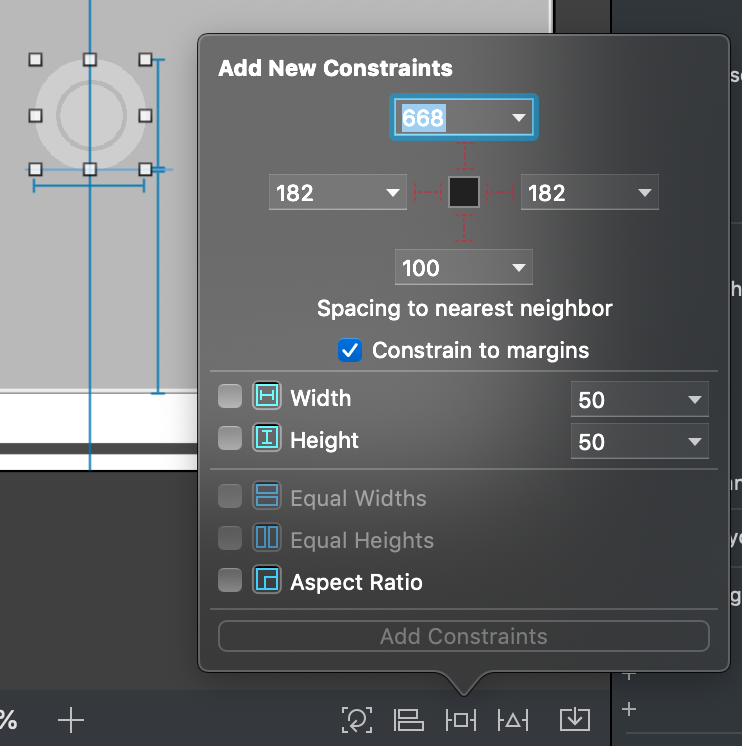 Add New Constraints
668
182
182
100
Spacing to nearest neighbor
Constrain to margins
Width
50
Height
50
Equal Widths
Equal Heights
Aspect Ratio
Add Constraints
%